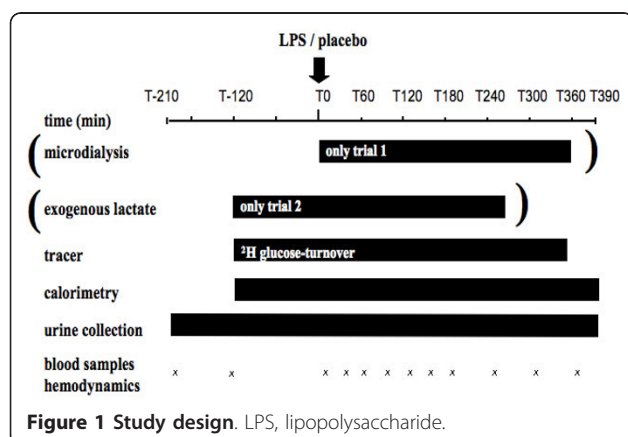 LPS / placebo
T-210 T-120 T0 T60 T120 T180 T240 T300 T360 T390
time (min)
( microdialysis only trial 1 )
( exogenous lactate only trial 2 )
tracer ²H glucose-turnover
calorimetry
urine collection
blood samples
hemodynamics x x x x x x x x x x x x
Figure 1 Study design. LPS, lipopolysaccharide.